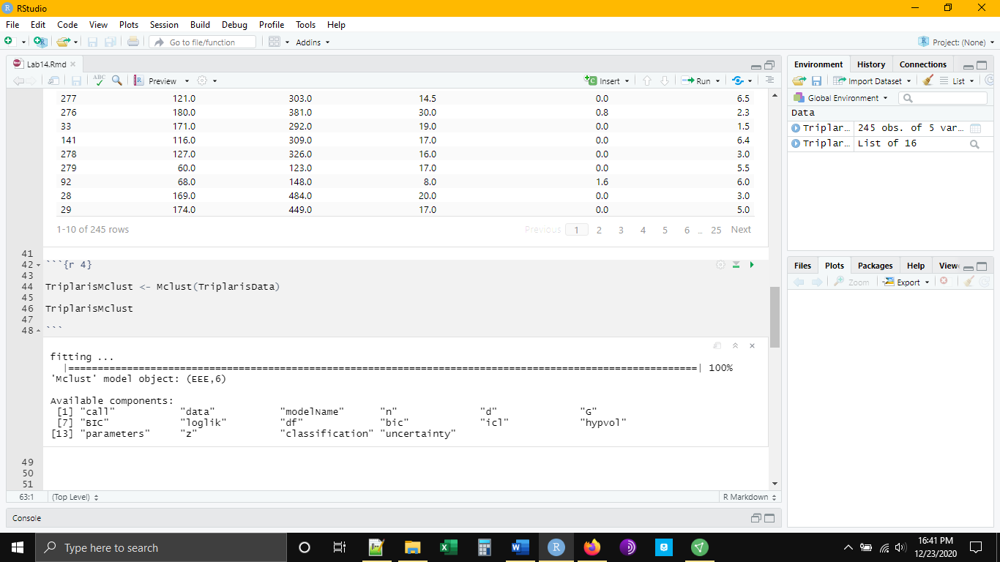 RStudio
File Edit Code View Plots Session Build Debug Profile Tools Help
Go to file/function Addins Project: (None)
Lab14.Rmd
ABC Preview Insert Run
277 121.0 303.0 14.5 0.0 6.5
276 180.0 381.0 30.0 0.8 2.3
33 171.0 292.0 19.0 0.0 1.5
141 116.0 309.0 17.0 0.0 6.4
278 127.0 326.0 16.0 0.0 3.0
279 60.0 123.0 17.0 0.0 5.5
92 68.0 148.0 8.0 1.6 6.0
28 169.0 484.0 20.0 0.0 3.0
29 174.0 449.0 17.0 0.0 5.0
1-10 of 245 rows Previous 1 2 3 4 5 6 ... 25 Next
41
42 ```{r 4}
43
44 TriplarisMclust <- Mclust(TriplarisData)
45
46 TriplarisMclust
47
48 ```
fitting ...
|======================================================================================================| 100%
'Mclust' model object: (EEE,6)
Available components:
[1] "call" "data" "modelName" "n" "d" "G"
[7] "BIC" "loglik" "df" "bic" "icl" "hypvol"
[13] "parameters" "z" "classification" "uncertainty"
49
50
51
63:1 (Top Level) R Markdown
Console
Environment History Connections
Import Dataset List
Global Environment
Data
Triplar… 245 obs. of 5 var…
Triplar… List of 16
Files Plots Packages Help View
Zoom Export
Type here to search
16:41 PM
12/23/2020